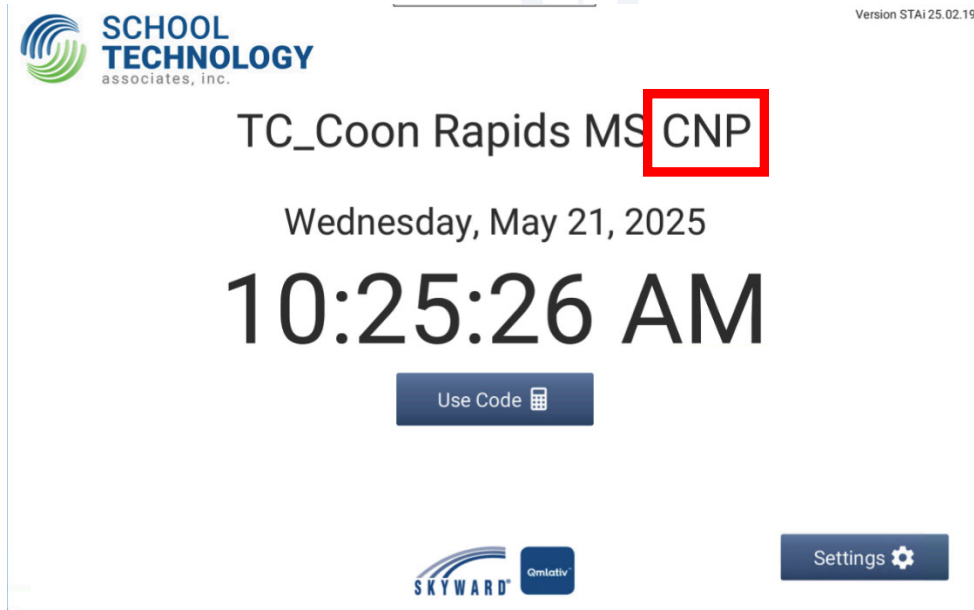 SCHOOL
TECHNOLOGY
associates, inc.
Version STAi 25.02.19
TC_Coon Rapids MS CNP
Wednesday, May 21, 2025
10:25:26 AM
Use Code
SKYWARD®
Qmlativ™
Settings